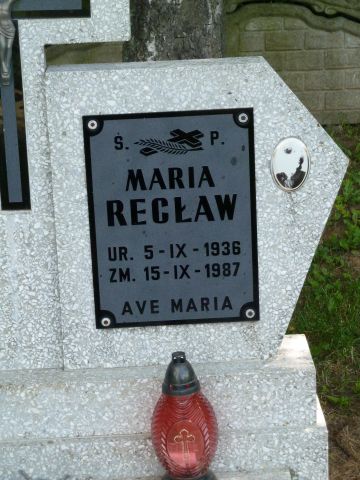 Ś. P.
MARIA
RECŁAW
UR. 5-IX-1936
ZM. 15-IX-1987
AVE MARIA